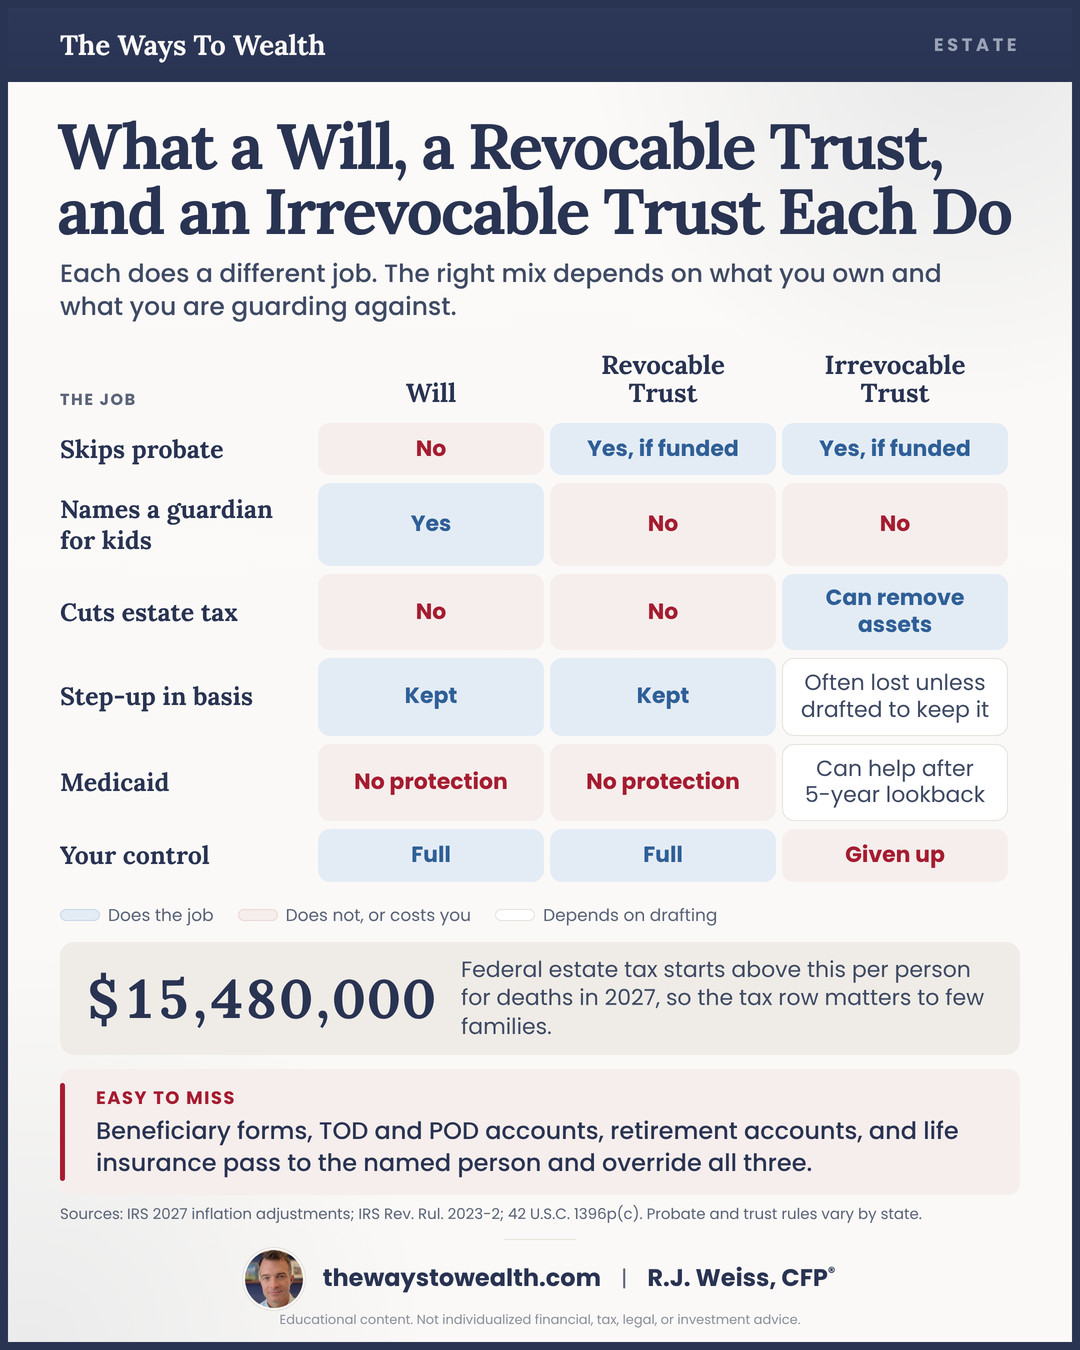 The Ways To Wealth
ESTATE
What a Will, a Revocable Trust,
and an Irrevocable Trust Each Do
Each does a different job. The right mix depends on what you own and
what you are guarding against.
THE JOB
Will
Revocable
Trust
Irrevocable
Trust
Skips probate
No
Yes, if funded
Yes, if funded
Names a guardian
for kids
Yes
No
No
Cuts estate tax
No
No
Can remove
assets
Step-up in basis
Kept
Kept
Often lost unless
drafted to keep it
Medicaid
No protection
No protection
Can help after
5-year lookback
Your control
Full
Full
Given up
Does the job
Does not, or costs you
Depends on drafting
$15,480,000
Federal estate tax starts above this per person
for deaths in 2027, so the tax row matters to few
families.
EASY TO MISS
Beneficiary forms, TOD and POD accounts, retirement accounts, and life
insurance pass to the named person and override all three.
Sources: IRS 2027 inflation adjustments; IRS Rev. Rul. 2023-2; 42 U.S.C. 1396p(c). Probate and trust rules vary by state.
thewaystowealth.com | R.J. Weiss, CFP®
Educational content. Not individualized financial, tax, legal, or investment advice.